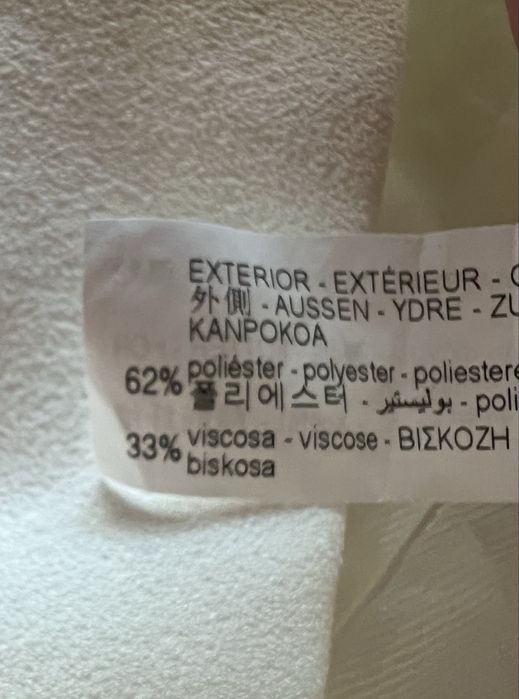 EXTERIOR - EXTÉRIEUR -
外側 - AUSSEN - YDRE -
KANPOKOA
62% poliéster - polyester - poliestere
폴리에스터 - بوليستير -
33% viscosa - viscose - ΒΙΣΚΟΖΗ
biskosa